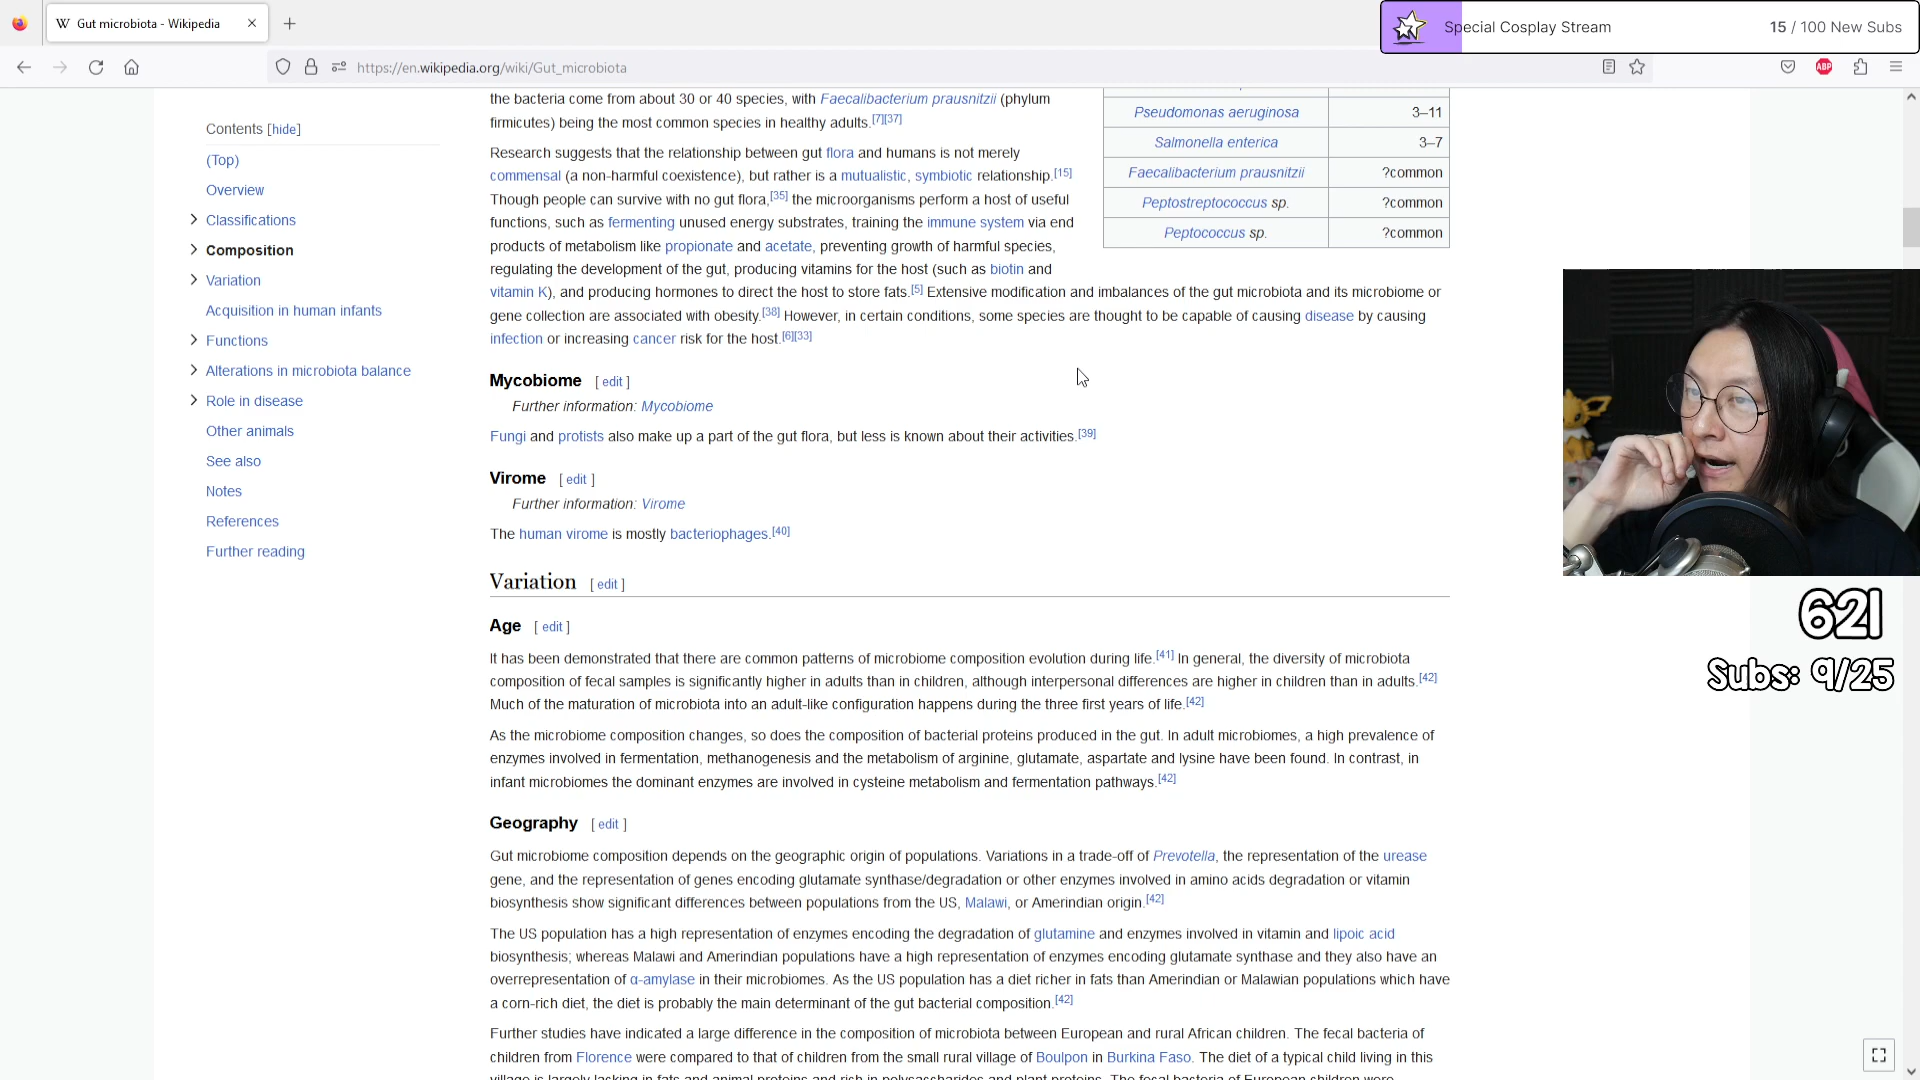 Gut microbiota - Wikipedia
Special Cosplay Stream
15 / 100 New Subs
https://en.wikipedia.org/wiki/Gut_microbiota
ABP
Contents [hide]
(Top)
Overview
Classifications
Composition
Variation
Acquisition in human infants
Functions
Alterations in microbiota balance
Role in disease
Other animals
See also
Notes
References
Further reading
the bacteria come from about 30 or 40 species, with Faecalibacterium prausnitzii (phylum
firmicutes) being the most common species in healthy adults.[7][37]
Research suggests that the relationship between gut flora and humans is not merely
commensal (a non-harmful coexistence), but rather is a mutualistic, symbiotic relationship.[15]
Though people can survive with no gut flora,[35] the microorganisms perform a host of useful
functions, such as fermenting unused energy substrates, training the immune system via end
products of metabolism like propionate and acetate, preventing growth of harmful species,
regulating the development of the gut, producing vitamins for the host (such as biotin and
vitamin K), and producing hormones to direct the host to store fats.[5] Extensive modification and imbalances of the gut microbiota and its microbiome or
gene collection are associated with obesity.[38] However, in certain conditions, some species are thought to be capable of causing disease by causing
infection or increasing cancer risk for the host.[6][33]
Pseudomonas aeruginosa 3–11
Salmonella enterica 3–7
Faecalibacterium prausnitzii ?common
Peptostreptococcus sp. ?common
Peptococcus sp. ?common
Mycobiome [ edit ]
Further information: Mycobiome
Fungi and protists also make up a part of the gut flora, but less is known about their activities.[39]
Virome [ edit ]
Further information: Virome
The human virome is mostly bacteriophages.[40]
Variation [ edit ]
Age [ edit ]
It has been demonstrated that there are common patterns of microbiome composition evolution during life.[41] In general, the diversity of microbiota
composition of fecal samples is significantly higher in adults than in children, although interpersonal differences are higher in children than in adults.[42]
Much of the maturation of microbiota into an adult-like configuration happens during the three first years of life.[42]
As the microbiome composition changes, so does the composition of bacterial proteins produced in the gut. In adult microbiomes, a high prevalence of
enzymes involved in fermentation, methanogenesis and the metabolism of arginine, glutamate, aspartate and lysine have been found. In contrast, in
infant microbiomes the dominant enzymes are involved in cysteine metabolism and fermentation pathways.[42]
Geography [ edit ]
Gut microbiome composition depends on the geographic origin of populations. Variations in a trade-off of Prevotella, the representation of the urease
gene, and the representation of genes encoding glutamate synthase/degradation or other enzymes involved in amino acids degradation or vitamin
biosynthesis show significant differences between populations from the US, Malawi, or Amerindian origin.[42]
The US population has a high representation of enzymes encoding the degradation of glutamine and enzymes involved in vitamin and lipoic acid
biosynthesis; whereas Malawi and Amerindian populations have a high representation of enzymes encoding glutamate synthase and they also have an
overrepresentation of α-amylase in their microbiomes. As the US population has a diet richer in fats than Amerindian or Malawian populations which have
a corn-rich diet, the diet is probably the main determinant of the gut bacterial composition.[42]
Further studies have indicated a large difference in the composition of microbiota between European and rural African children. The fecal bacteria of
children from Florence were compared to that of children from the small rural village of Boulpon in Burkina Faso. The diet of a typical child living in this
village is largely lacking in fats and animal proteins and rich in polysaccharides and plant proteins. The fecal bacteria of European children were
621
Subs: 9/25